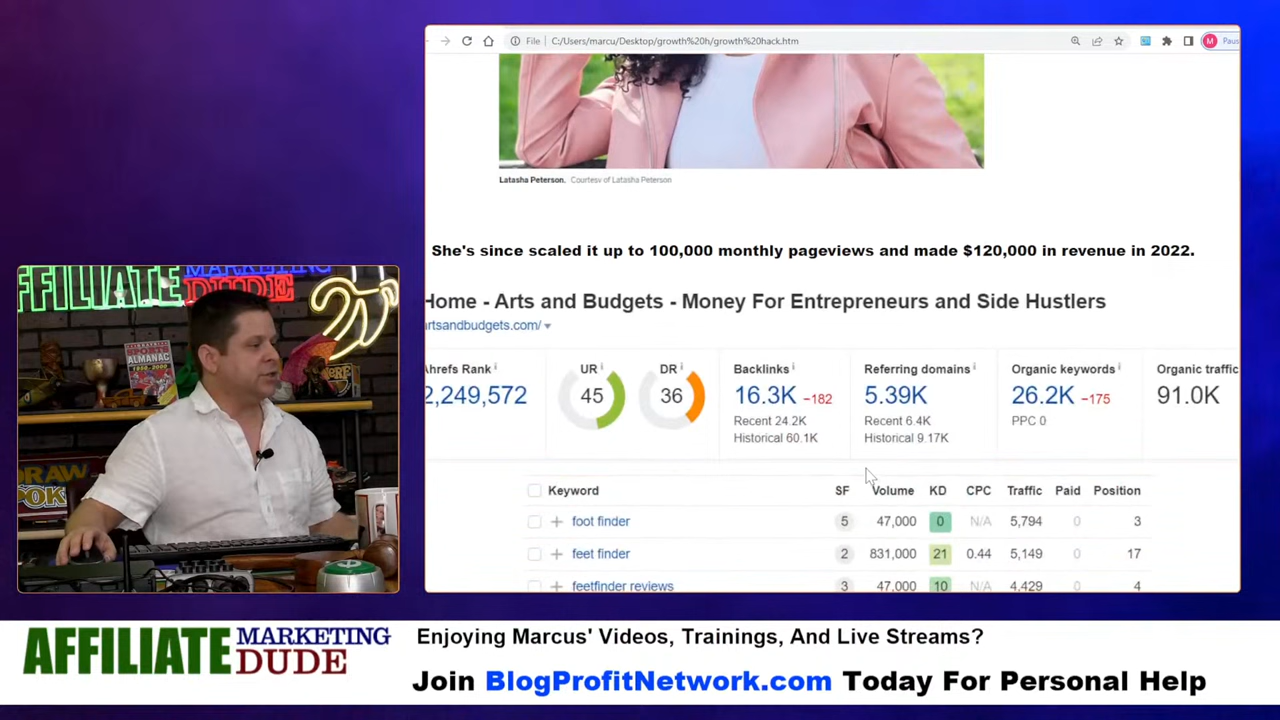 File C:/Users/marcu/Desktop/growth%20h/growth%20hack.htm
M
Latasha Peterson. Courtesy of Latasha Peterson
She's since scaled it up to 100,000 monthly pageviews and made $120,000 in revenue in 2022.
Home - Arts and Budgets - Money For Entrepreneurs and Side Hustlers
artsandbudgets.com/
Ahrefs Rank UR DR Backlinks Referring domains Organic keywords Organic traffic
2,249,572 45 36 16.3K -182 5.39K 26.2K -175 91.0K
Recent 24.2K Recent 6.4K PPC 0
Historical 60.1K Historical 9.17K
Keyword SF Volume KD CPC Traffic Paid Position
foot finder 5 47,000 0 N/A 5,794 0 3
feet finder 2 831,000 21 0.44 5,149 0 17
feetfinder reviews 3 47,000 10 N/A 4,429 0 4
FFILIATE MARKETING
DUDE
SPORTS
ALMANAC
1950-2000
DRAW
AFFILIATE MARKETING
DUDE
Enjoying Marcus' Videos, Trainings, And Live Streams?
Join BlogProfitNetwork.com Today For Personal Help